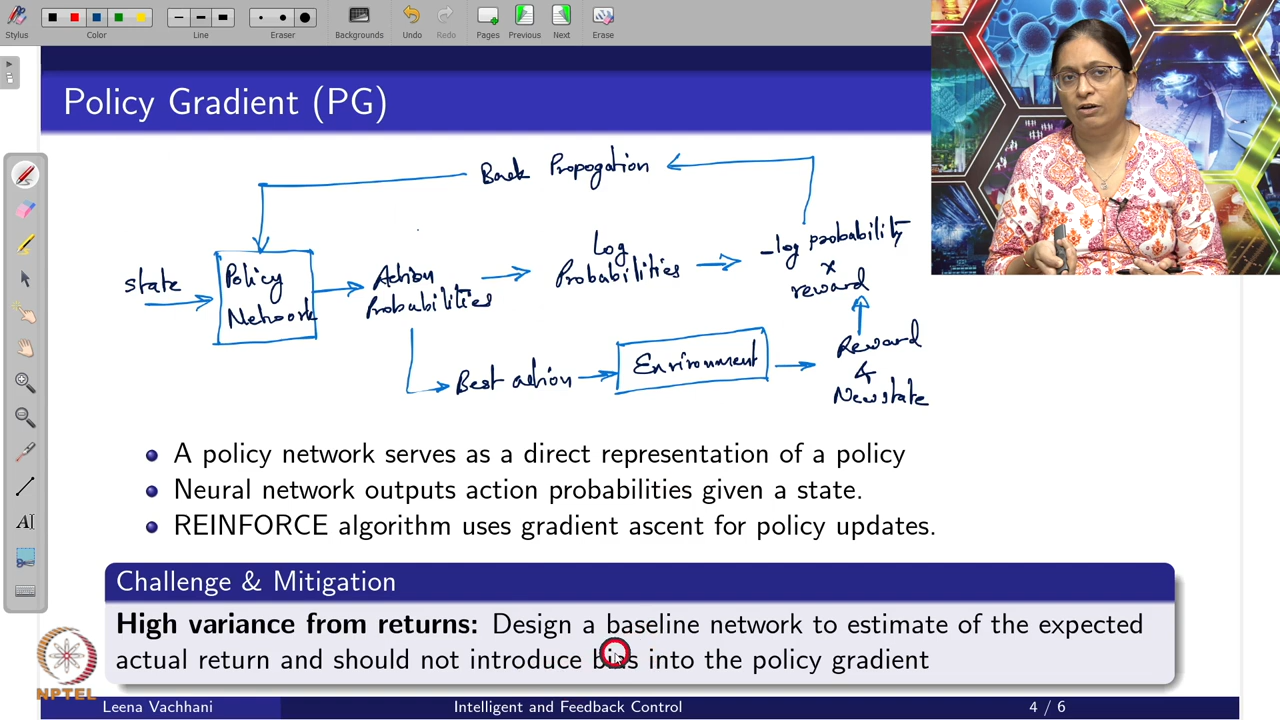 Stylus
Color
Line
Eraser
Backgrounds
Undo
Redo
Pages
Previous
Next
Erase
Policy Gradient (PG)
Back Propogation
state
Policy
Network
Action
Probabilities
Log
Probabilities
-log probability
x
reward
Best action
Environment
Reward
&
New state
A policy network serves as a direct representation of a policy
Neural network outputs action probabilities given a state.
REINFORCE algorithm uses gradient ascent for policy updates.
Challenge & Mitigation
High variance from returns: Design a baseline network to estimate of the expected
actual return and should not introduce bias into the policy gradient
NPTEL
Leena Vachhani
Intelligent and Feedback Control
4 / 6
AI